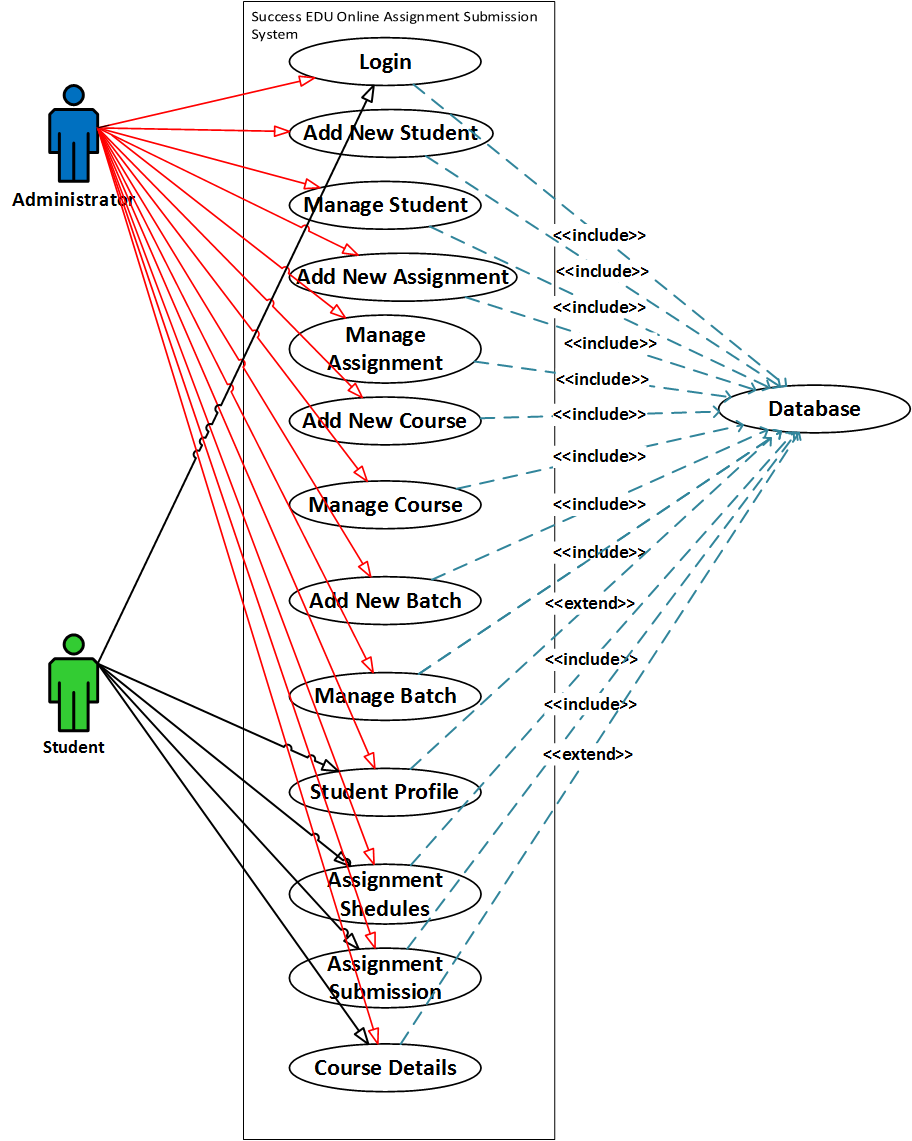 Success EDU Online Assignment Submission
System
Login
Add New Student
Administrator
Manage Student
<<include>>
<<include>>
Add New Assignment
<<include>>
Manage
Assignment
<<include>>
<<include>>
Database
Add New Course
<<include>>
<<include>>
Manage Course
<<include>>
<<include>>
Add New Batch
<<extend>>
<<include>>
Manage Batch
<<include>>
Student
<<extend>>
Student Profile
Assignment
Shedules
Assignment
Submission
Course Details